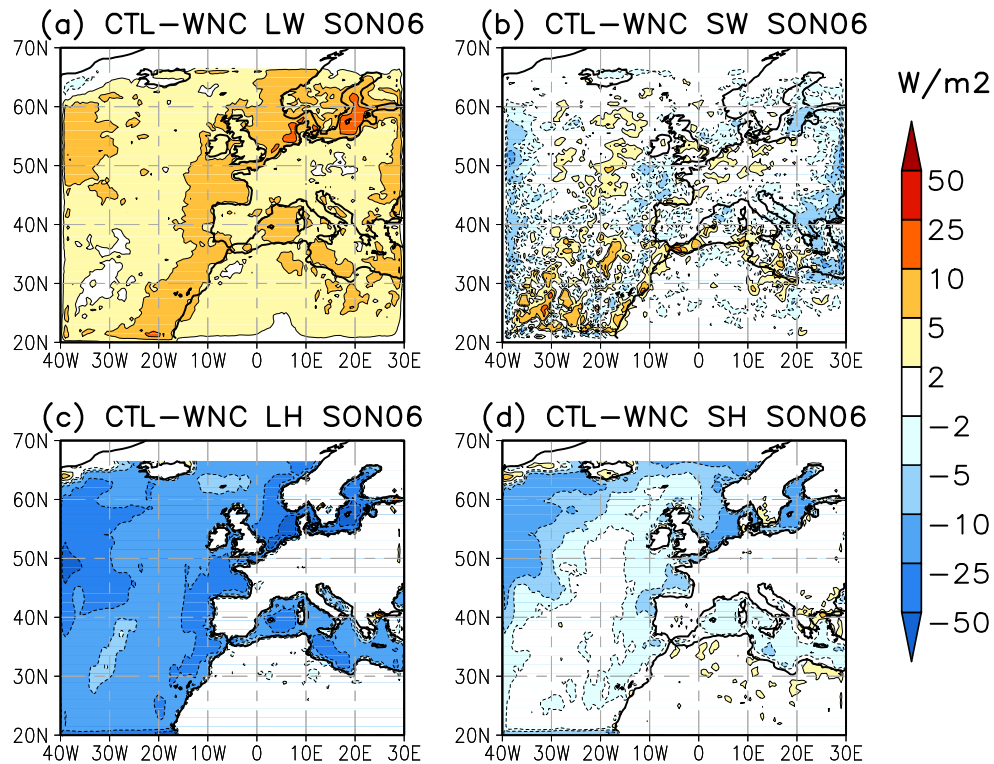 (a) CTL-WNC LW SON06
(b) CTL-WNC SW SON06
W/m2
70N
60N
50N
40N
30N
20N
40W 30W 20W 10W 0 10E 20E 30E
70N
60N
50N
40N
30N
20N
40W 30W 20W 10W 0 10E 20E 30E
50
25
10
5
2
-2
-5
-10
-25
-50
(c) CTL-WNC LH SON06
(d) CTL-WNC SH SON06
70N
60N
50N
40N
30N
20N
40W 30W 20W 10W 0 10E 20E 30E
70N
60N
50N
40N
30N
20N
40W 30W 20W 10W 0 10E 20E 30E